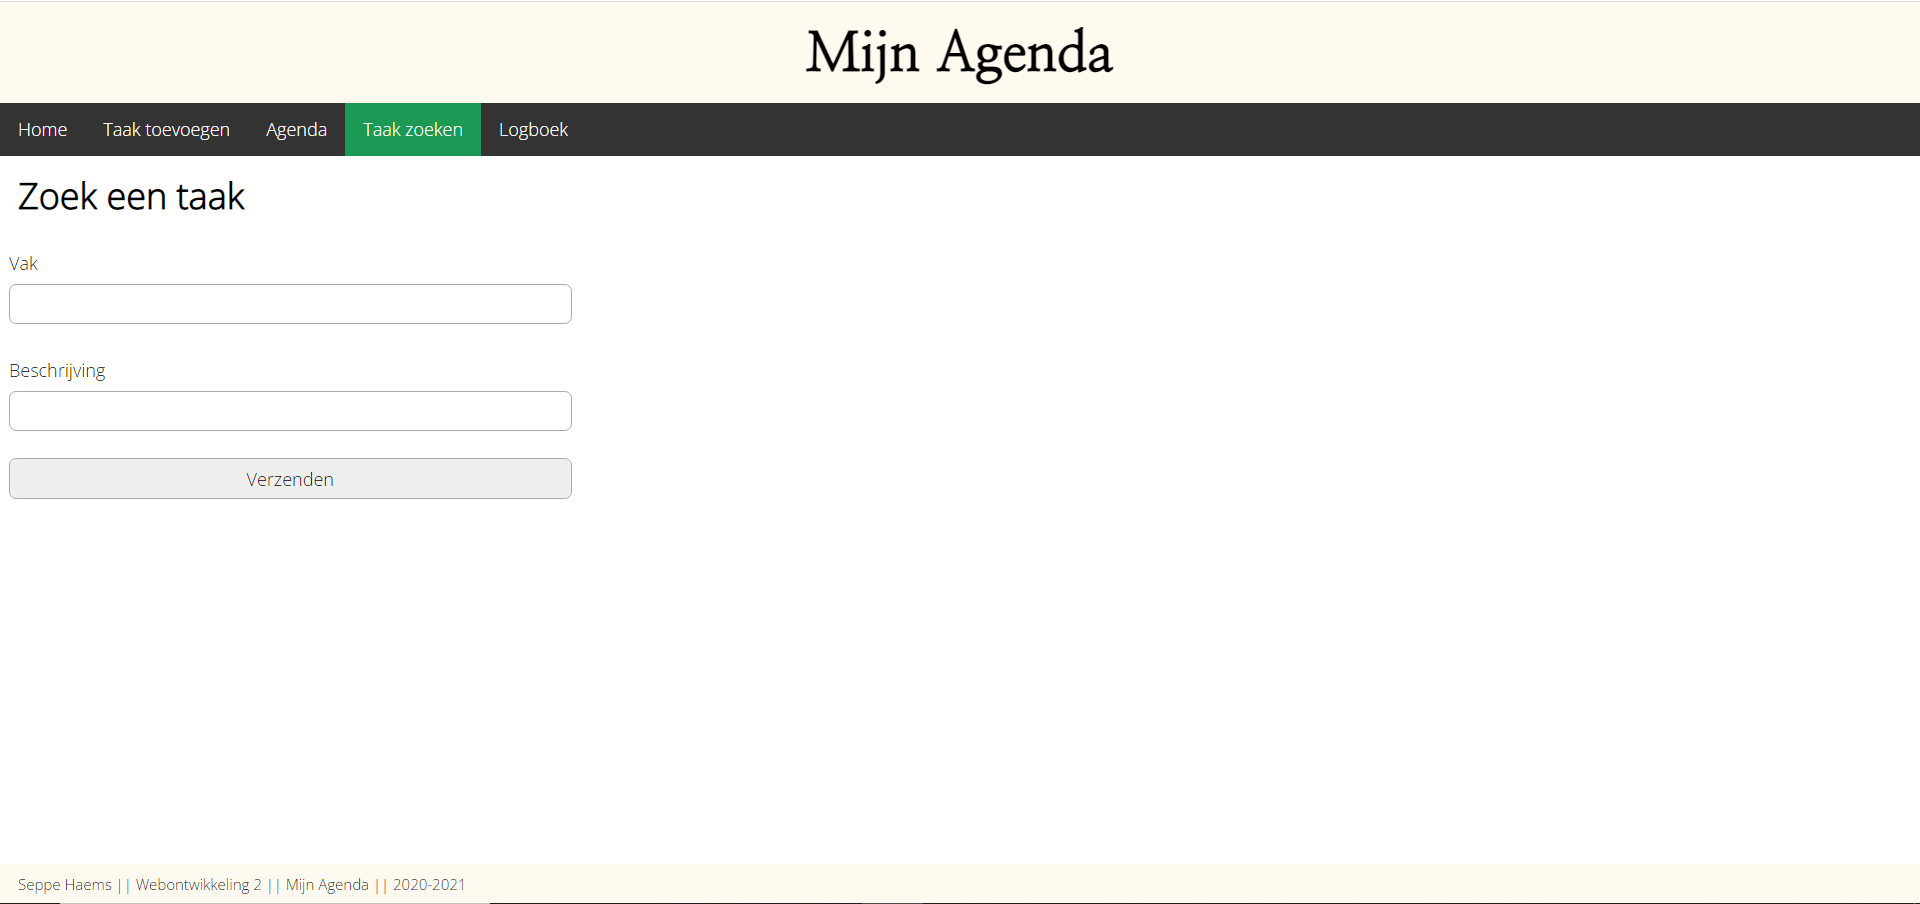 Mijn Agenda
Home Taak toevoegen Agenda Taak zoeken Logboek
Zoek een taak
Vak
Beschrijving
Verzenden
Seppe Haems || Webontwikkeling 2 || Mijn Agenda || 2020-2021